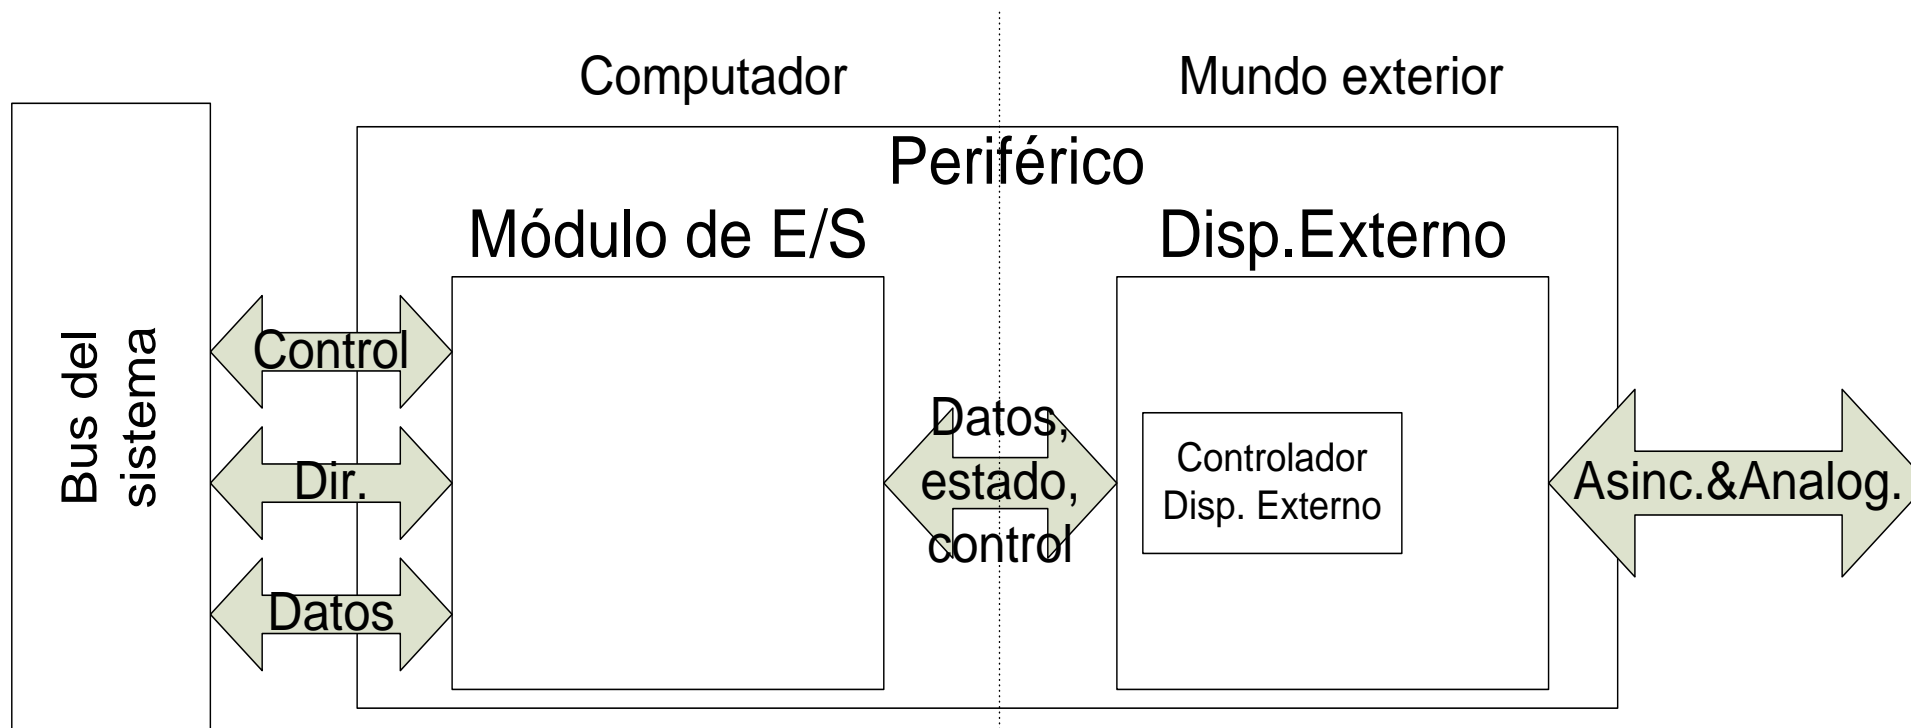 Computador
Mundo exterior
Periférico
Módulo de E/S
Disp.Externo
Bus del
sistema
Control
Dir.
Datos
Datos,
estado,
control
Controlador
Disp. Externo
Asinc.&Analog.